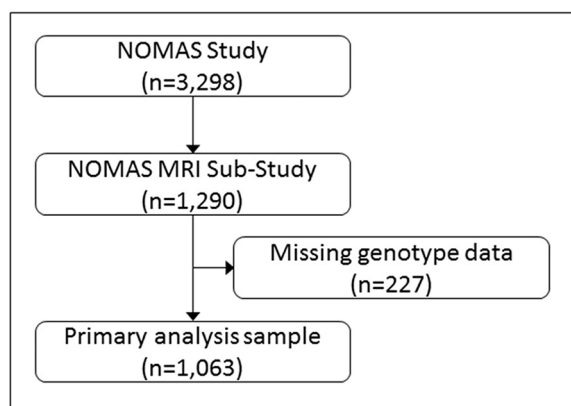 NOMAS Study
(n=3,298)
NOMAS MRI Sub-Study
(n=1,290)
Missing genotype data
(n=227)
Primary analysis sample
(n=1,063)